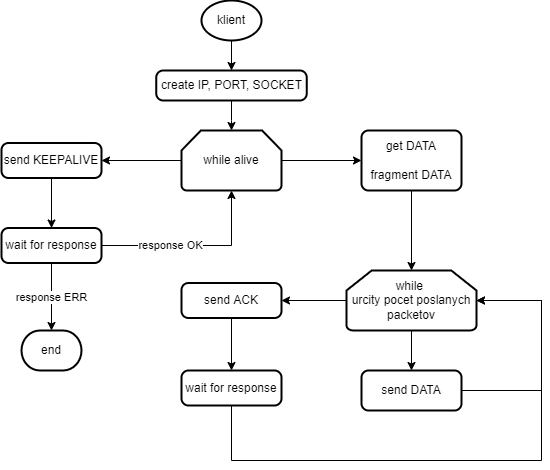 klient
create IP, PORT, SOCKET
send KEEPALIVE
while alive
get DATA
fragment DATA
wait for response
response OK
response ERR
end
while
urcity pocet poslanych
packetov
send ACK
wait for response
send DATA